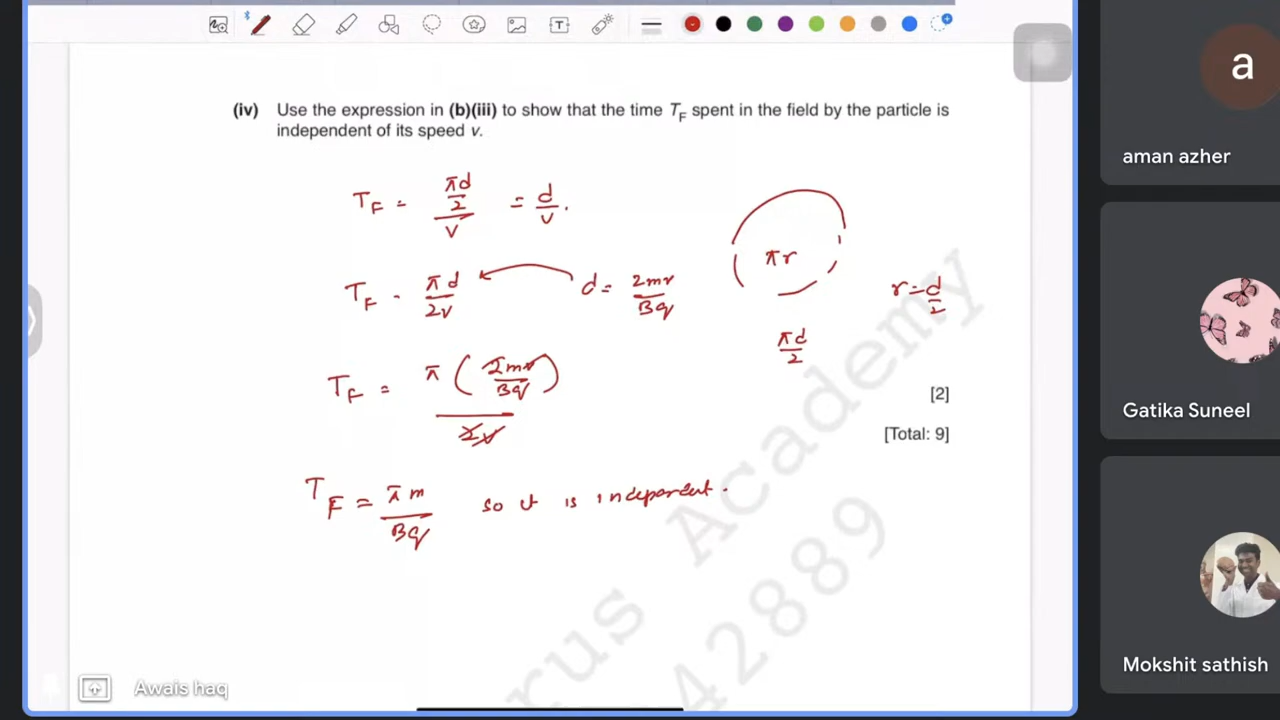 (iv) Use the expression in (b)(iii) to show that the time T_F spent in the field by the particle is
independent of its speed v.
T_F = (πd/2)/v = d/v.
πr
T_F = πd/2v d = 2mv/Bq
r = d/2
πd/2
T_F = π(2mv/Bq)/2v
[2]
[Total: 9]
T_F = πm/Bq so it is independent.
rus Academy
42889
Awais haq
a
aman azher
Gatika Suneel
Mokshit sathish